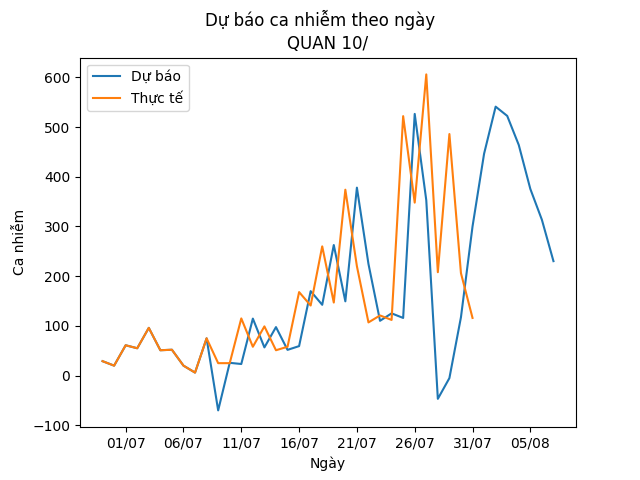 Dự báo ca nhiễm theo ngày
QUAN 10/
Dự báo
Thực tế
Ca nhiễm
600
500
400
300
200
100
0
−100
01/07
06/07
11/07
16/07
21/07
26/07
31/07
05/08
Ngày